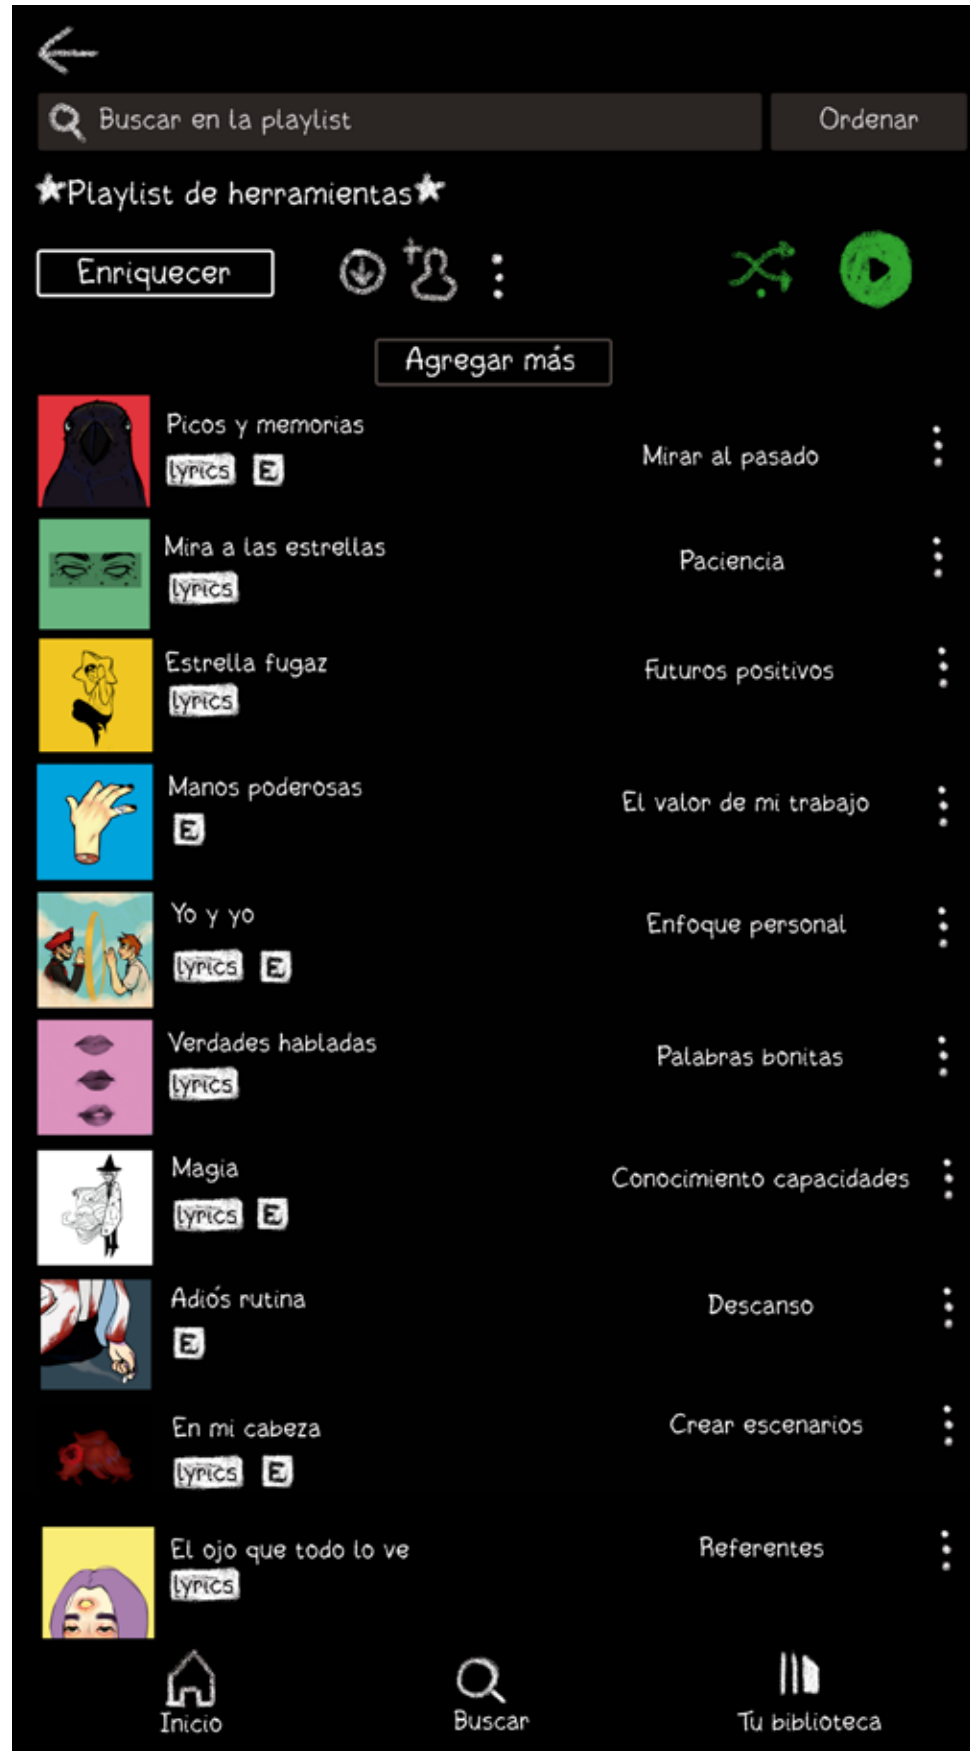 Buscar en la playlist
Ordenar
★Playlist de herramientas★
Enriquecer
Agregar más
Picos y memorias
lyrics E
Mirar al pasado
Mira a las estrellas
lyrics
Paciencia
Estrella fugaz
lyrics
Futuros positivos
Manos poderosas
E
El valor de mi trabajo
Yo y yo
lyrics E
Enfoque personal
Verdades habladas
lyrics
Palabras bonitas
Magia
lyrics E
Conocimiento capacidades
Adiós rutina
E
Descanso
En mi cabeza
lyrics E
Crear escenarios
El ojo que todo lo ve
lyrics
Referentes
Inicio
Buscar
Tu biblioteca